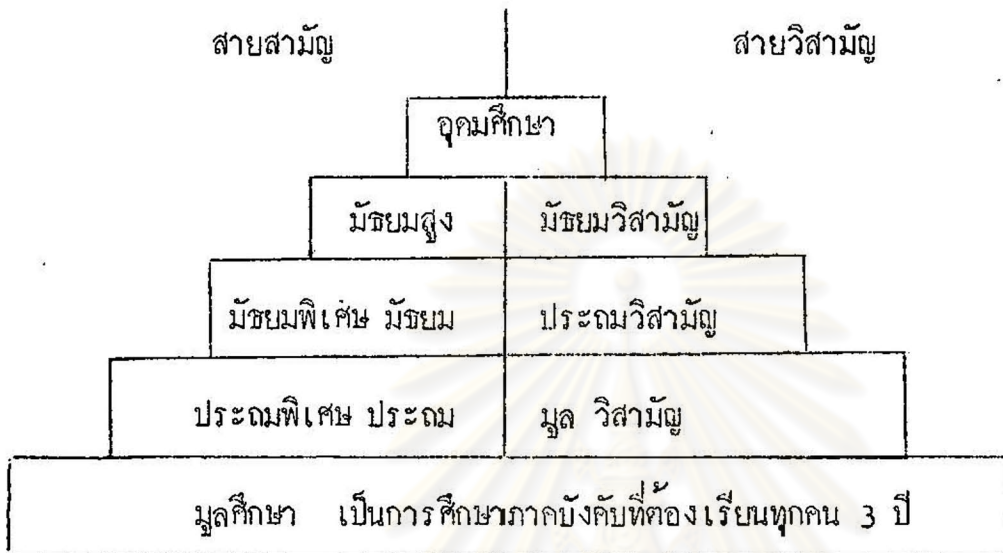 สายสามัญ สายวิสามัญ
อุดมศึกษา
มัธยมสูง มัธยมวิสามัญ
มัธยมพิเศษ มัธยม ประถมวิสามัญ
ประถมพิเศษ ประถม มูล วิสามัญ
มูลศึกษา เป็นการศึกษาภาคบังคับที่ต้องเรียนทุกคน 3 ปี